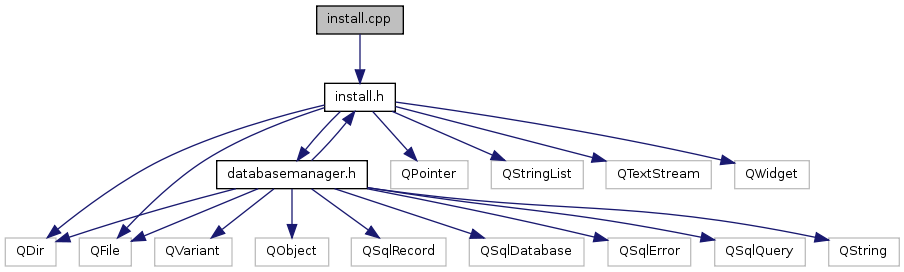 install.cpp
install.h
databasemanager.h
QPointer
QStringList
QTextStream
QWidget
QDir
QFile
QVariant
QObject
QSqlRecord
QSqlDatabase
QSqlError
QSqlQuery
QString